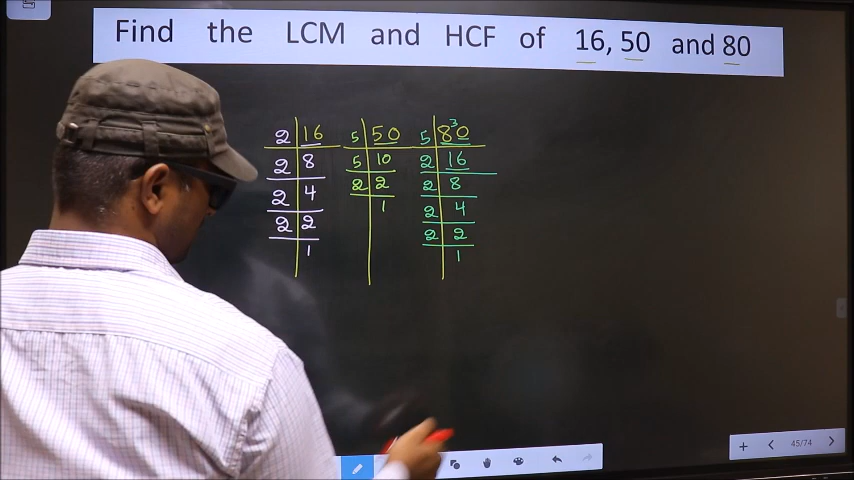 Find the LCM and HCF of 16, 50 and 80
2 16 5 50 5 8³0
2 8 5 10 2 16
2 4 2 2 2 8
2 2 1 2 4
1 2 2
1
45/74